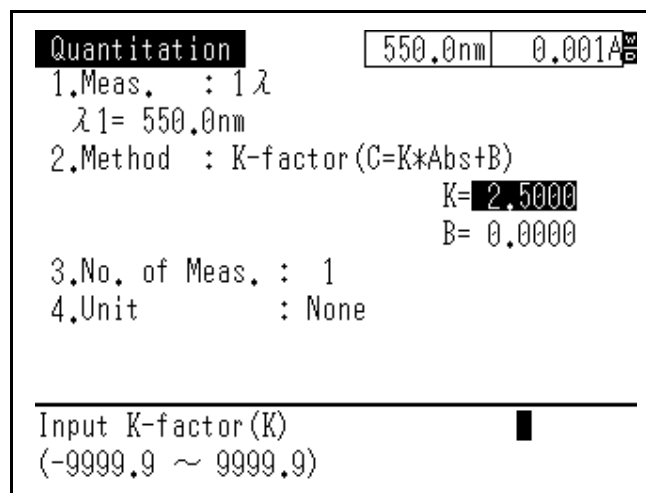 Quantitation 550.0nm 0.001A WD
1.Meas. : 1λ
λ1= 550.0nm
2.Method : K-factor(C=K*Abs+B)
K= 2.5000
B= 0.0000
3.No. of Meas. : 1
4.Unit : None
Input K-factor(K)
(-9999.9 ～ 9999.9)